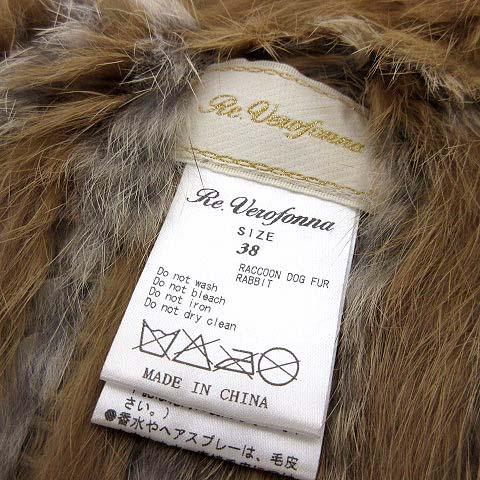 Re. Verofonna
Re. Verofonna
SIZE
38
RACCOON DOG FUR
RABBIT
Do not wash
Do not bleach
Do not iron
Do not dry clean
MADE IN CHINA
さい。)
●香水やヘアスプレーは、毛皮